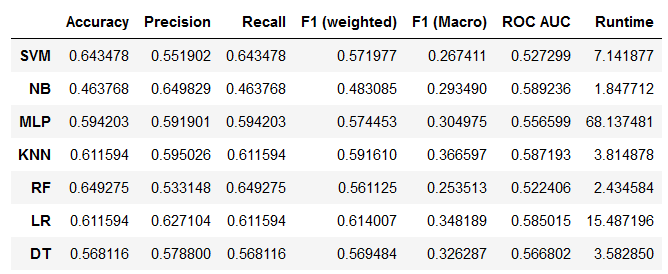 Accuracy Precision Recall F1 (weighted) F1 (Macro) ROC AUC Runtime
SVM 0.643478 0.551902 0.643478 0.571977 0.267411 0.527299 7.141877
NB 0.463768 0.649829 0.463768 0.483085 0.293490 0.589236 1.847712
MLP 0.594203 0.591901 0.594203 0.574453 0.304975 0.556599 68.137481
KNN 0.611594 0.595026 0.611594 0.591610 0.366597 0.587193 3.814878
RF 0.649275 0.533148 0.649275 0.561125 0.253513 0.522406 2.434584
LR 0.611594 0.627104 0.611594 0.614007 0.348189 0.585015 15.487196
DT 0.568116 0.578800 0.568116 0.569484 0.326287 0.566802 3.582850